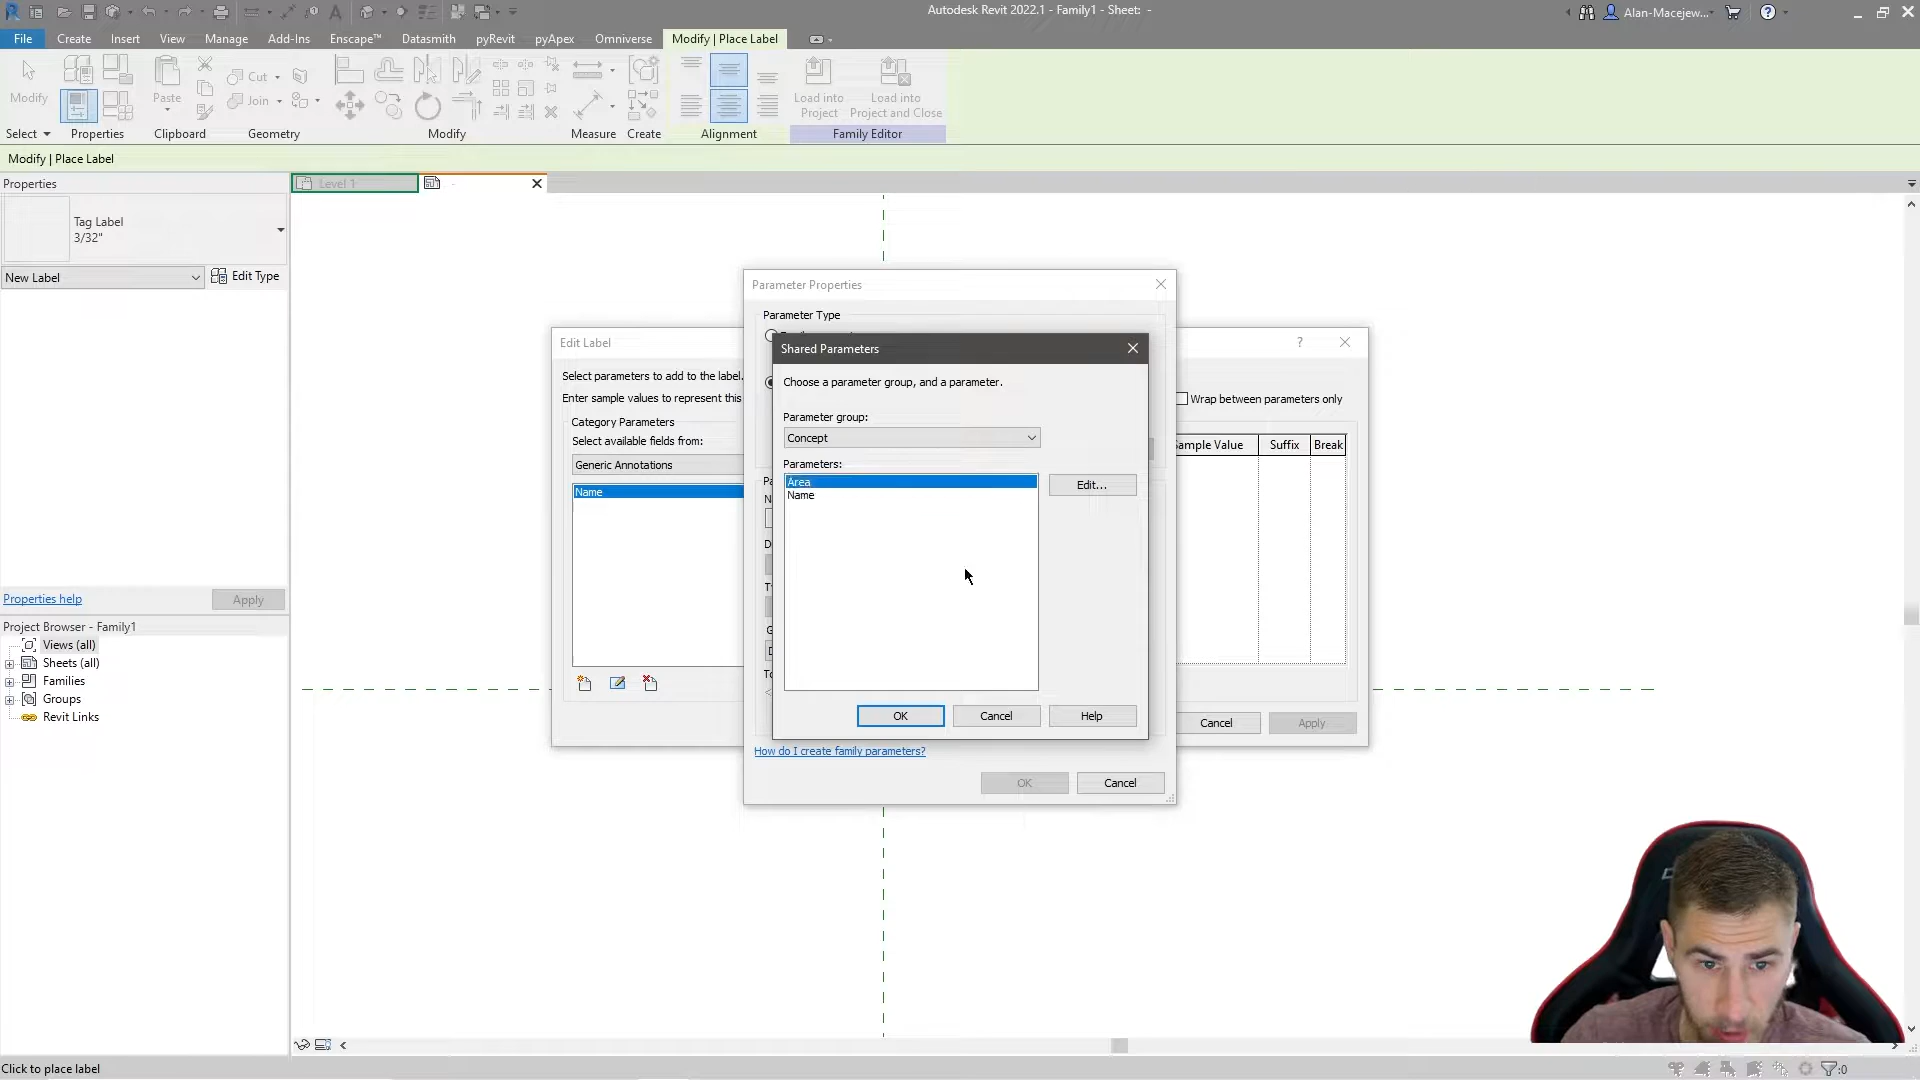 Autodesk Revit 2022.1 - Family1 - Sheet: -
Alan-Macejew...
File Create Insert View Manage Add-Ins Enscape™ Datasmith pyRevit pyApex Omniverse Modify | Place Label
Modify
Paste
Cut
Join
Load into Project
Load into Project and Close
Select Properties Clipboard Geometry Modify Measure Create Alignment Family Editor
Modify | Place Label
Properties
Level 1
Tag Label
3/32"
New Label
Edit Type
Properties help
Apply
Project Browser - Family1
Views (all)
Sheets (all)
Families
Groups
Revit Links
Edit Label
Select parameters to add to the label.
Enter sample values to represent this
Category Parameters
Select available fields from:
Generic Annotations
Name
Wrap between parameters only
Sample Value Suffix Break
Cancel Apply
Parameter Properties
Parameter Type
How do I create family parameters?
OK Cancel
Shared Parameters
Choose a parameter group, and a parameter.
Parameter group:
Concept
Parameters:
Area
Name
Edit...
OK Cancel Help
Click to place label
:0